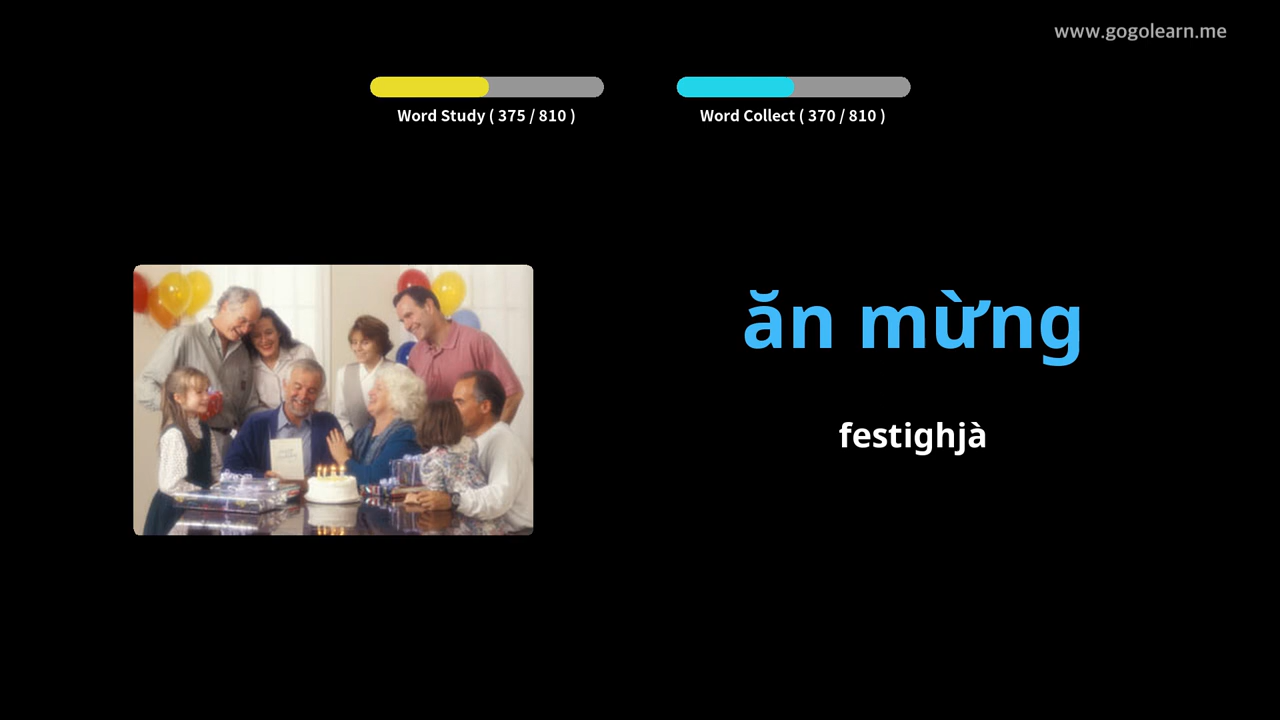 www.gogolearn.me
Word Study ( 375 / 810 )
Word Collect ( 370 / 810 )
ăn mừng
festighjà